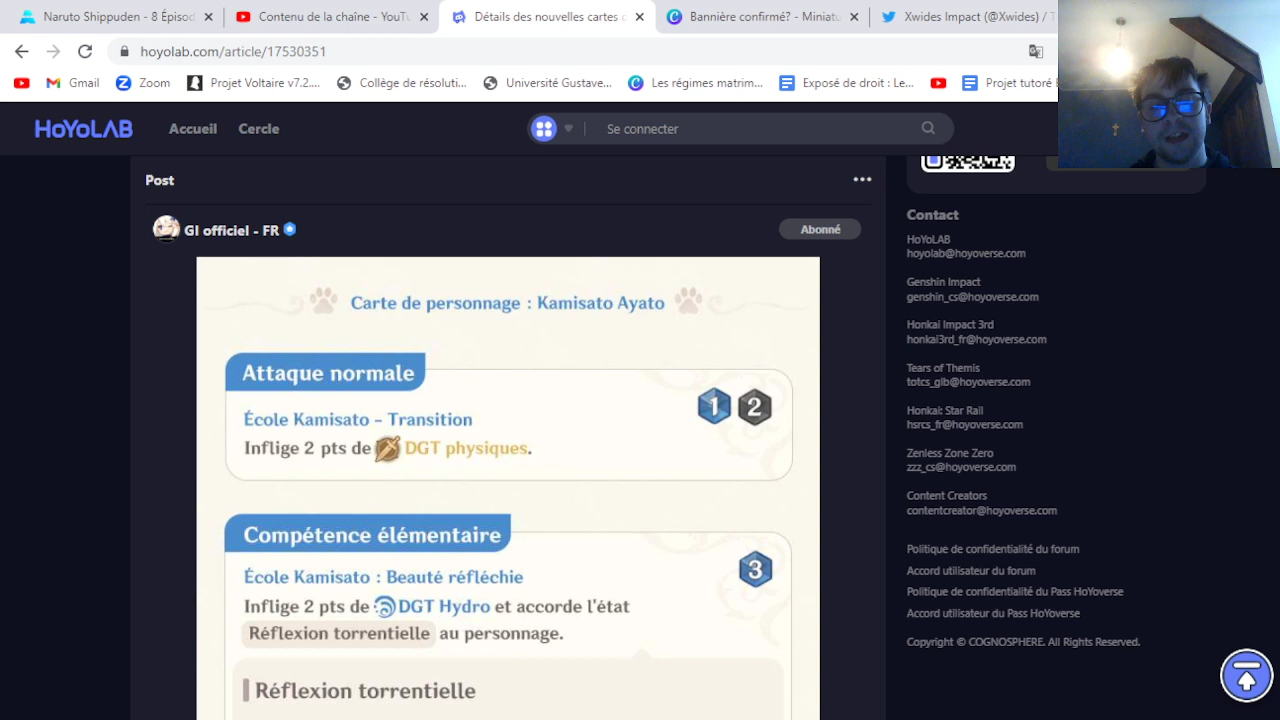 Naruto Shippuden - 8 Épisod
Contenu de la chaîne - YouTu
Détails des nouvelles cartes d
Bannière confirmé? - Miniatu
Xwides Impact (@Xwides) / T
hoyolab.com/article/17530351
Gmail
Zoom
Projet Voltaire v7.2....
Collège de résoluti...
Université Gustave...
Les régimes matrim...
Exposé de droit : Le...
Projet tutoré E
HoYoLAB
Accueil
Cercle
Se connecter
Post
GI officiel - FR
Abonné
Carte de personnage : Kamisato Ayato
Attaque normale
1 2
École Kamisato – Transition
Inflige 2 pts de DGT physiques.
Compétence élémentaire
3
École Kamisato : Beauté réfléchie
Inflige 2 pts de DGT Hydro et accorde l'état
Réflexion torrentielle au personnage.
Réflexion torrentielle
Contact
HoYoLAB
hoyolab@hoyoverse.com
Genshin Impact
genshin_cs@hoyoverse.com
Honkai Impact 3rd
honkai3rd_fr@hoyoverse.com
Tears of Themis
totcs_glb@hoyoverse.com
Honkai: Star Rail
hsrcs_fr@hoyoverse.com
Zenless Zone Zero
zzz_cs@hoyoverse.com
Content Creators
contentcreator@hoyoverse.com
Politique de confidentialité du forum
Accord utilisateur du forum
Politique de confidentialité du Pass HoYoverse
Accord utilisateur du Pass HoYoverse
Copyright © COGNOSPHERE. All Rights Reserved.